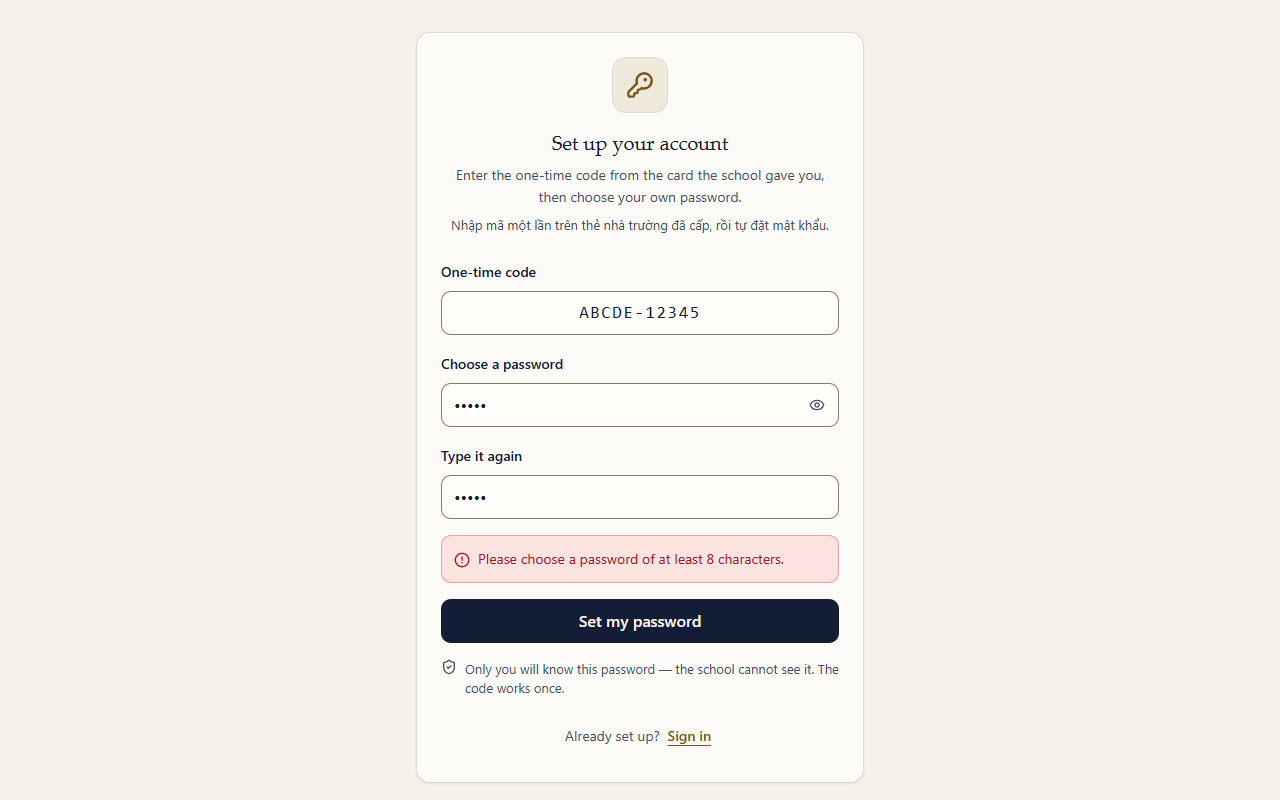 Set up your account
Enter the one-time code from the card the school gave you,
then choose your own password.
Nhập mã một lần trên thẻ nhà trường đã cấp, rồi tự đặt mật khẩu.
One-time code
ABCDE-12345
Choose a password
•••••
Type it again
•••••
Please choose a password of at least 8 characters.
Set my password
Only you will know this password — the school cannot see it. The
code works once.
Already set up? Sign in